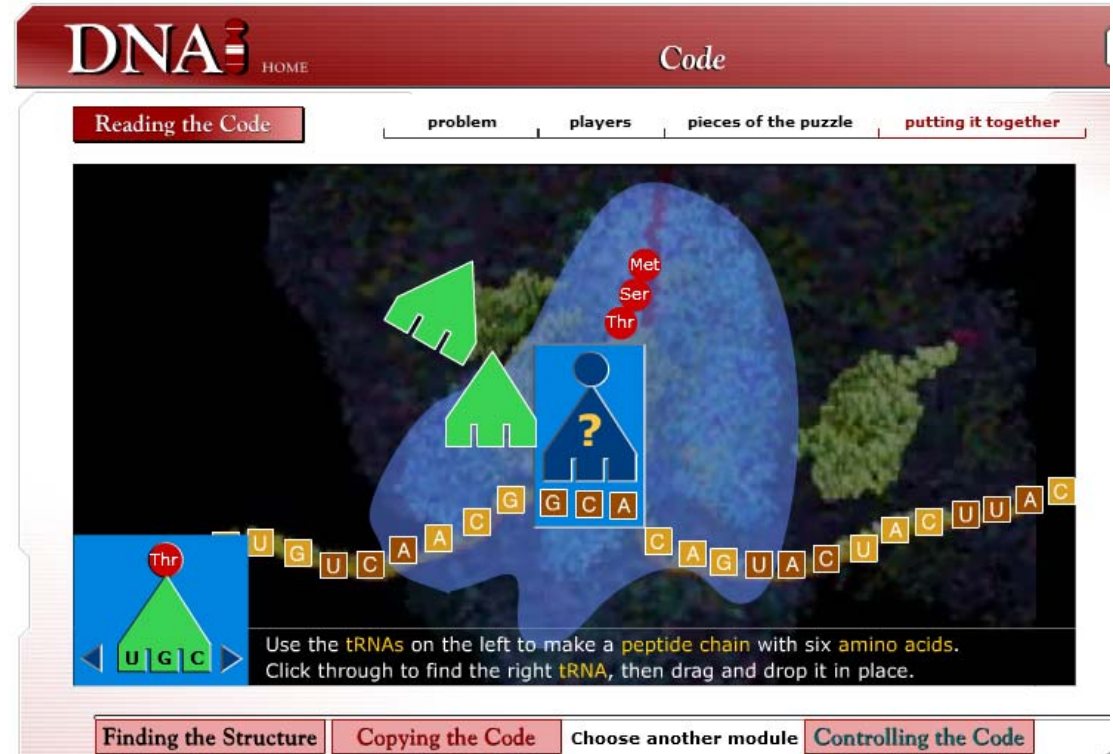 DNAi HOME
Code
Reading the Code
problem players pieces of the puzzle putting it together
Met
Ser
Thr
?
U G U C A A C G G C A C A G U A C U A C U U A C
Thr
U G C
Use the tRNAs on the left to make a peptide chain with six amino acids.
Click through to find the right tRNA, then drag and drop it in place.
Finding the Structure Copying the Code Choose another module Controlling the Code